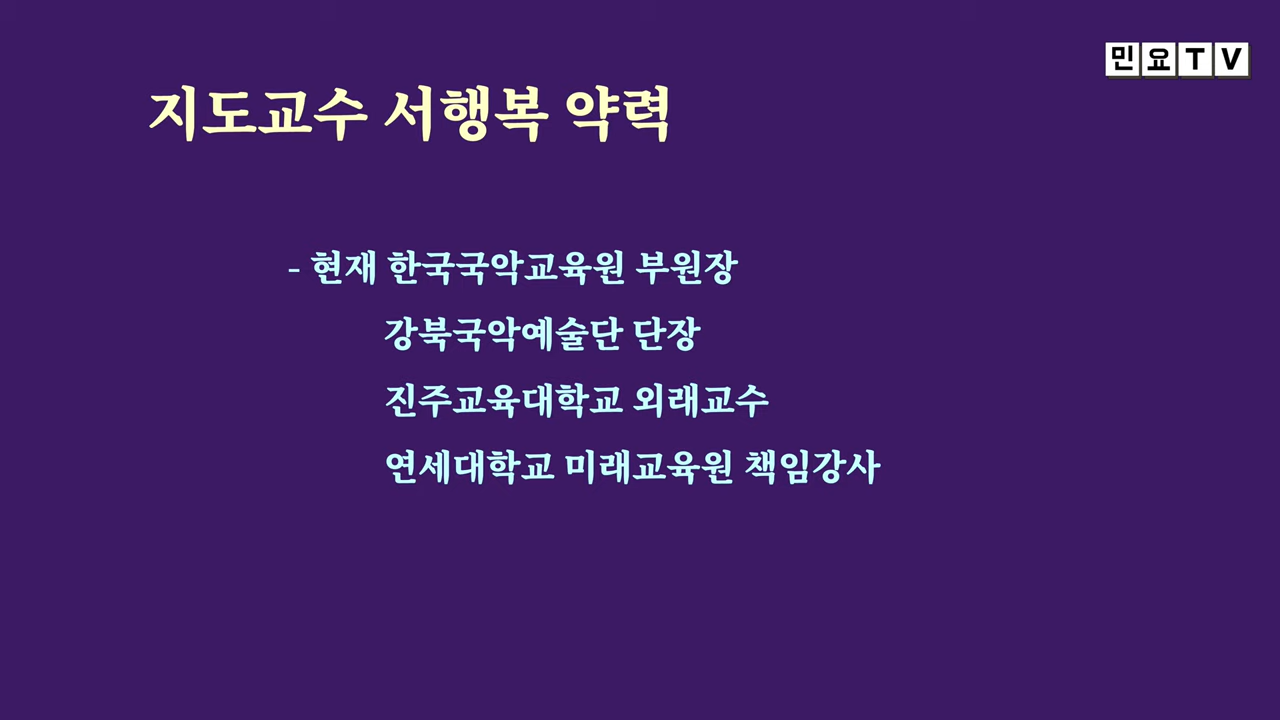 민요TV
지도교수 서행복 약력
- 현재 한국국악교육원 부원장
강북국악예술단 단장
진주교육대학교 외래교수
연세대학교 미래교육원 책임강사